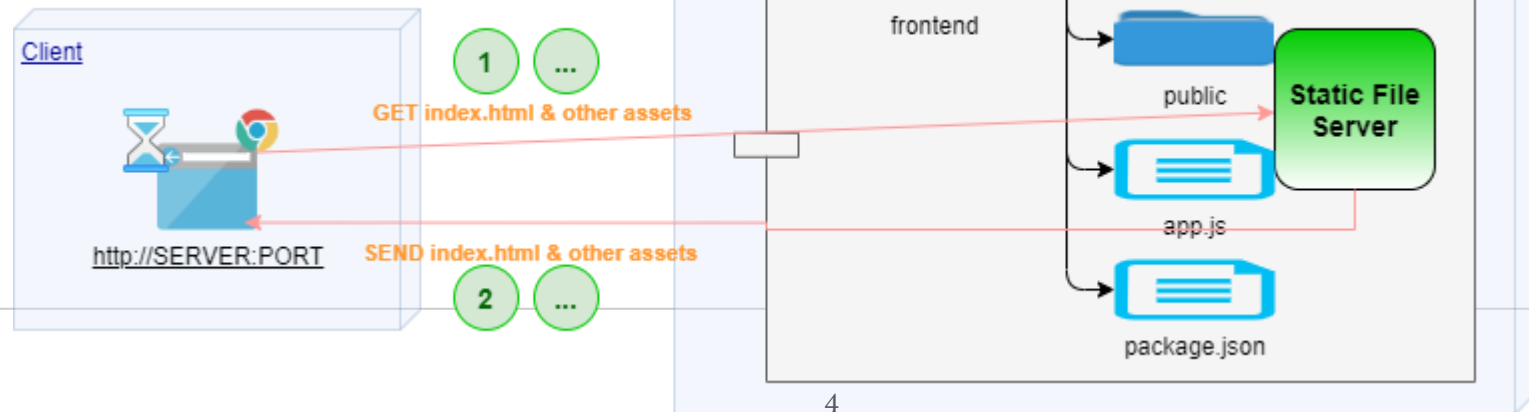 frontend
Client
1
...
public
GET index.html & other assets
Static File
Server
app.js
http://SERVER:PORT
SEND index.html & other assets
2
...
package.json
4